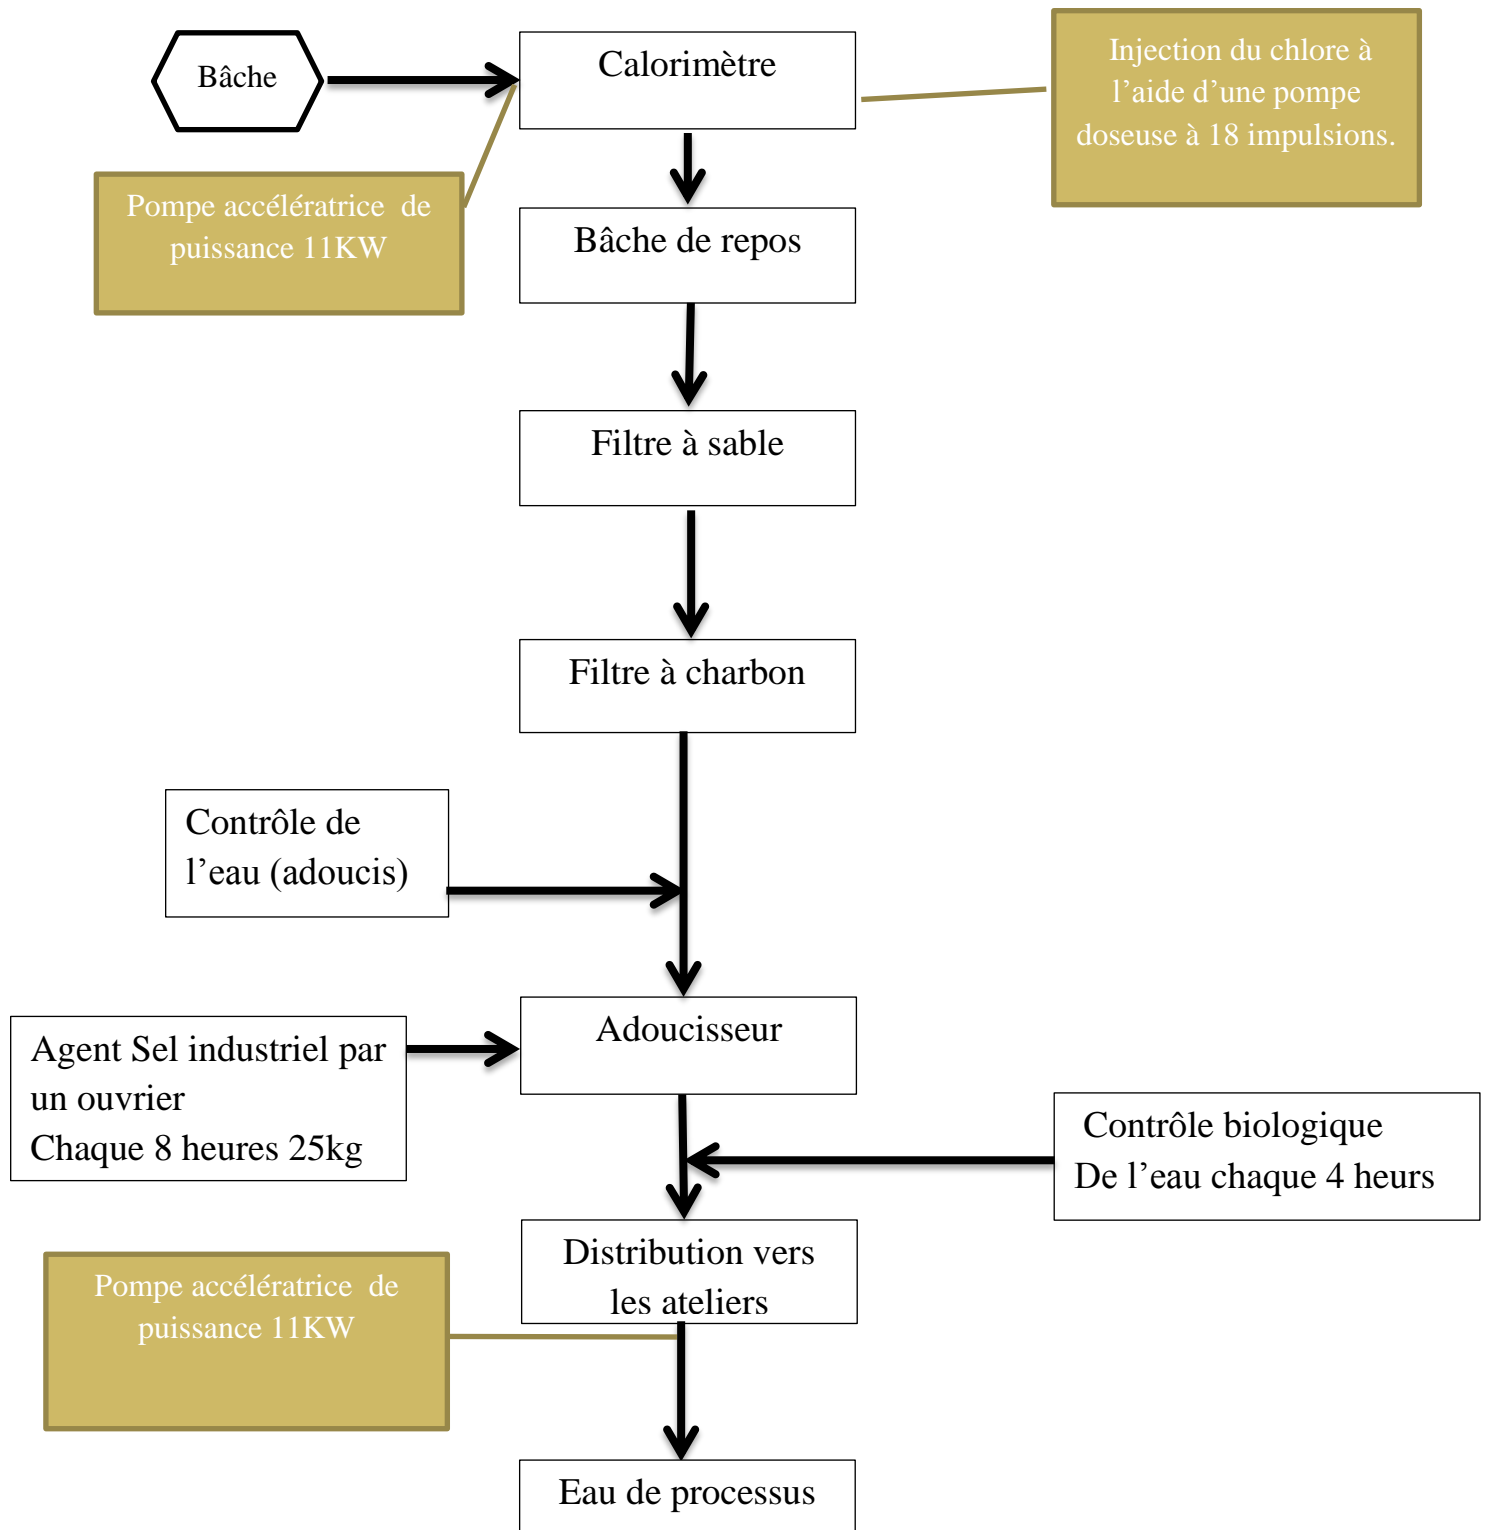 Bâche
Calorimètre
Injection du chlore à
l’aide d’une pompe
doseuse à 18 impulsions.
Pompe accélératrice  de
puissance 11KW
Bâche de repos
Filtre à sable
Filtre à charbon
Contrôle de
l’eau (adoucis)
Adoucisseur
Agent Sel industriel par
un ouvrier
Chaque 8 heures 25kg
Contrôle biologique
De l’eau chaque 4 heurs
Distribution vers
les ateliers
Pompe accélératrice  de
puissance 11KW
Eau de processus